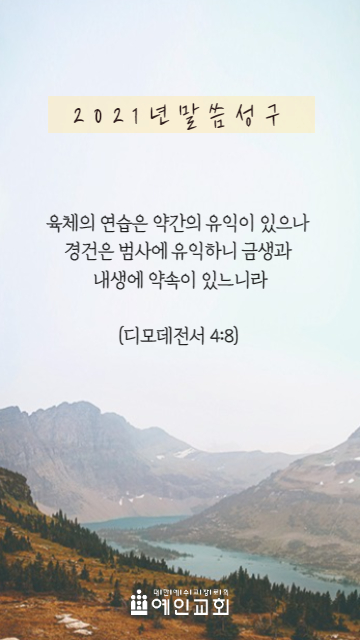 2021년말씀성구
육체의 연습은 약간의 유익이 있으나
경건은 범사에 유익하니 금생과
내생에 약속이 있느니라
(디모데전서 4:8)
예인교회